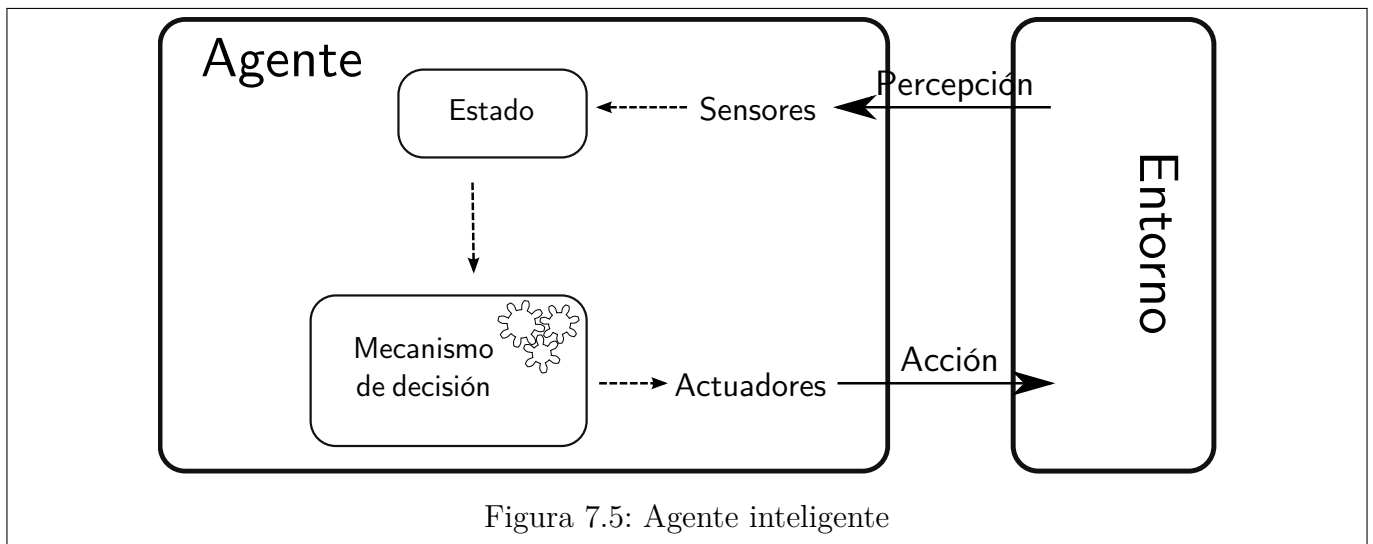 Agente
Percepción
Estado
Sensores
Entorno
Mecanismo
de decisión
Acción
Actuadores
Figura 7.5: Agente inteligente